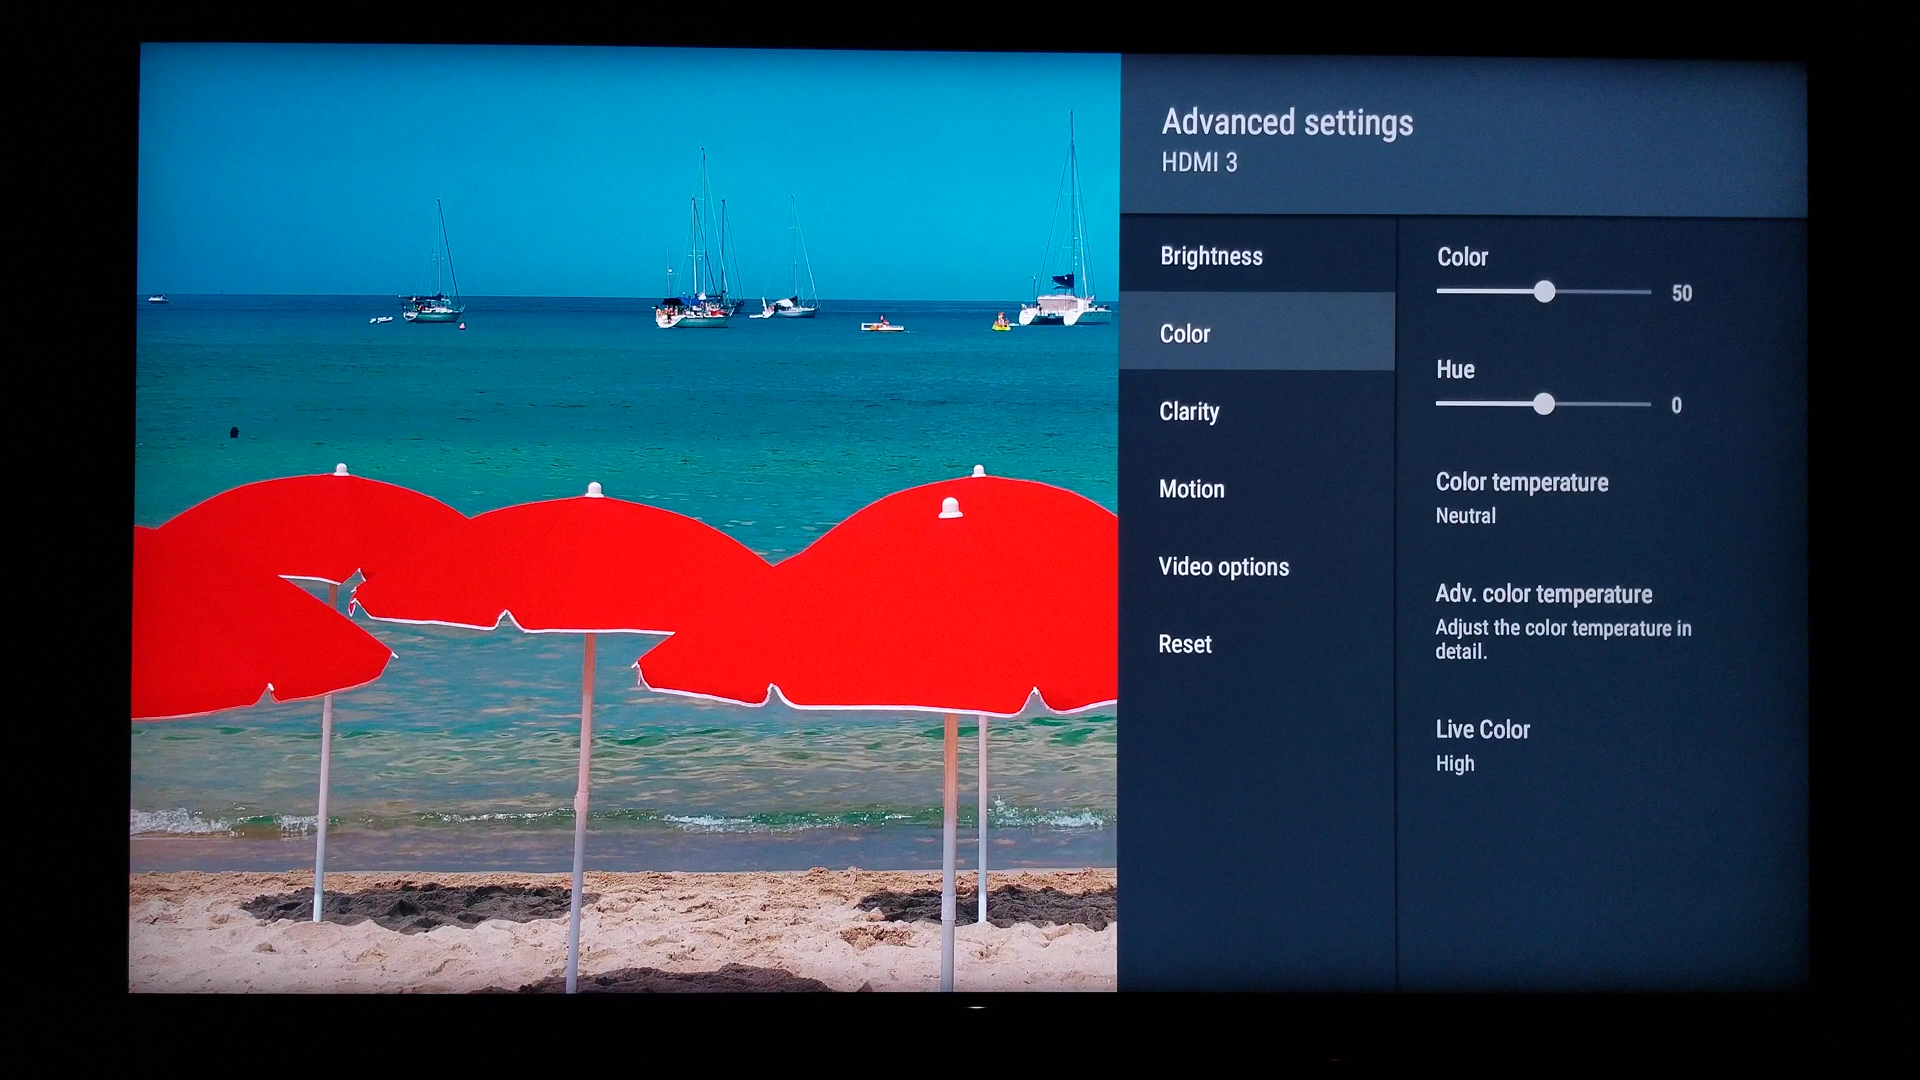 Advanced settings
HDMI 3
Brightness
Color
Clarity
Motion
Video options
Reset
Color
50
Hue
0
Color temperature
Neutral
Adv. color temperature
Adjust the color temperature in
detail.
Live Color
High